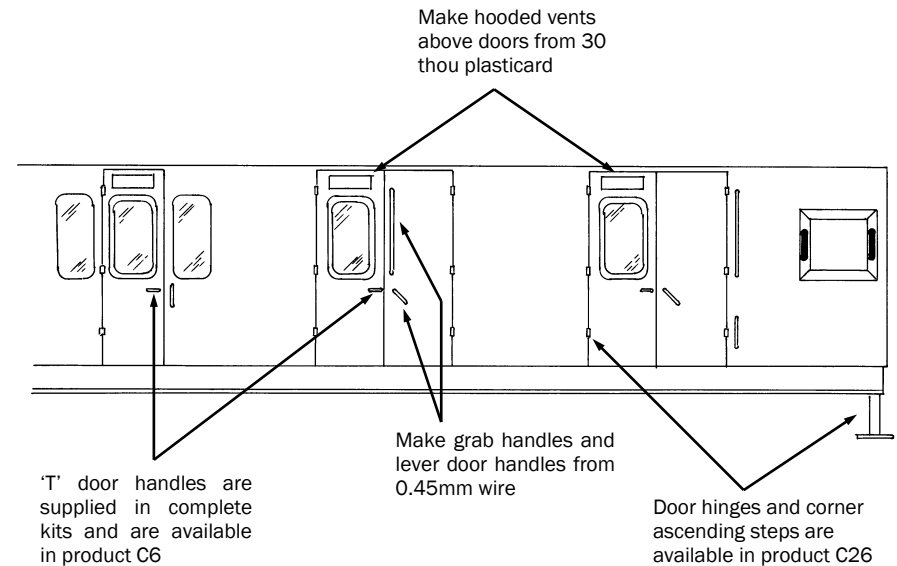 Make hooded vents
above doors from 30
thou plasticard
Make grab handles and
lever door handles from
0.45mm wire
‘T’ door handles are
supplied in complete
kits and are available
in product C6
Door hinges and corner
ascending steps are
available in product C26